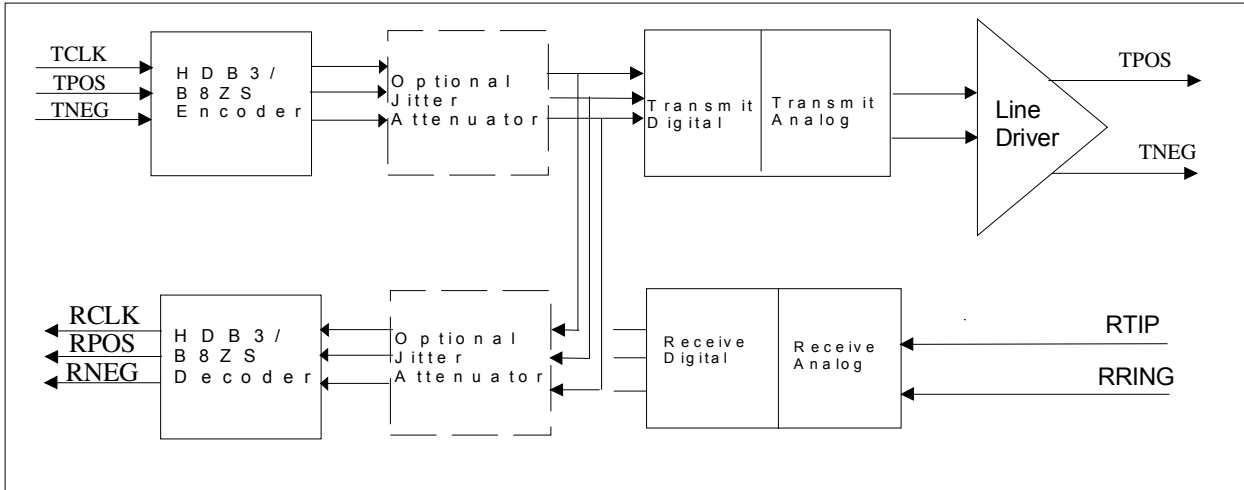 TCLK
TPOS
TNEG
HDB3/
B8ZS
Encoder
Optional
Jitter
Attenuator
Transmit
Digital
Transmit
Analog
Line
Driver
TPOS
TNEG
RCLK
RPOS
RNEG
HDB3/
B8ZS
Decoder
Optional
Jitter
Attenuator
Receive
Digital
Receive
Analog
RTIP
RRING